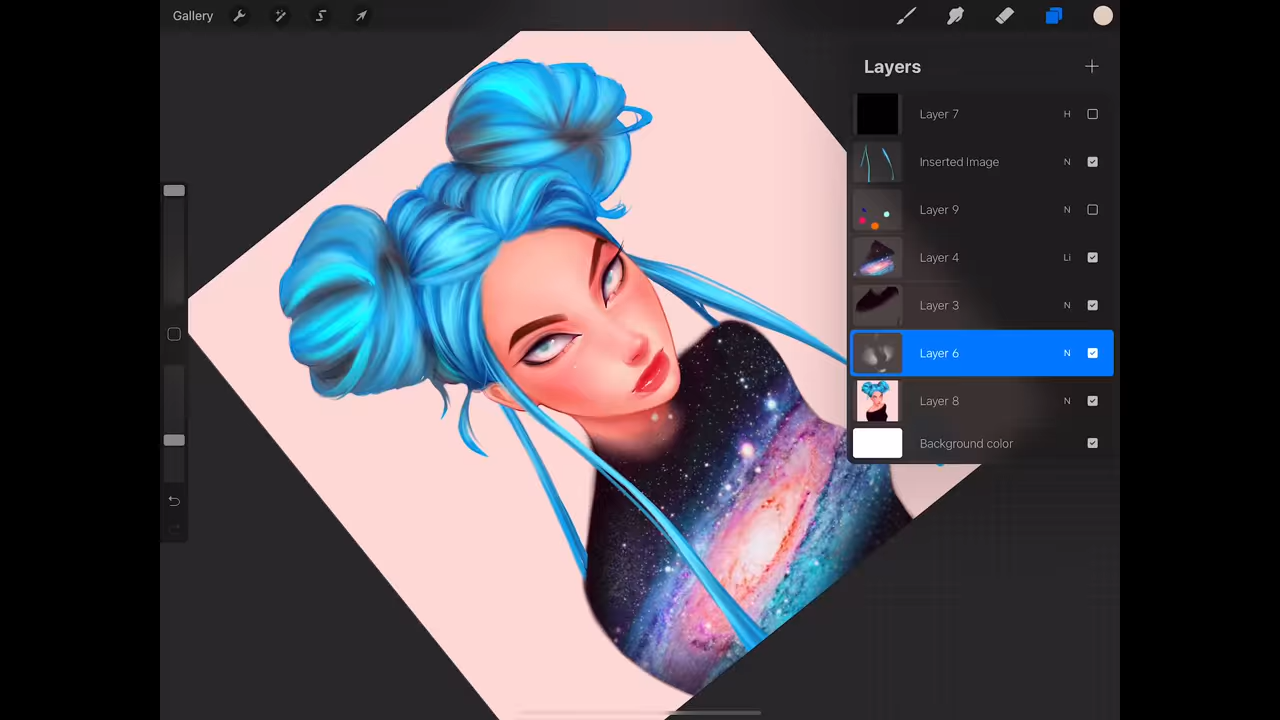 Gallery
Layers
Layer 7 H
Inserted Image N
Layer 9 N
Layer 4 Li
Layer 3 N
Layer 6 N
Layer 8 N
Background color